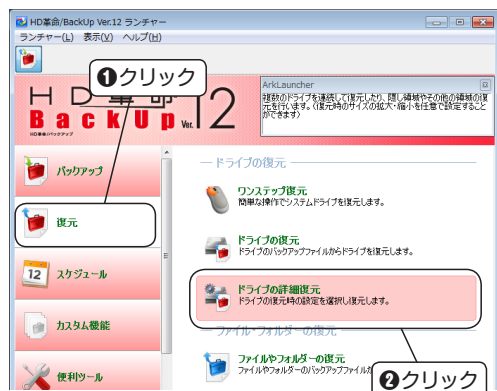 HD革命/BackUp Ver.12 ランチャー
ランチャー(L) 表示(V) ヘルプ(H)
❶クリック
HD革命
BackUp Ver.12
HD革命/バックアップ
ArkLauncher
複数のドライブを連続して復元したり、隠し領域やその他の領域の復
元を行います。(復元時のサイズの拡大・縮小を任意で設定すること
ができます)
バックアップ
復元
12 スケジュール
カスタム機能
便利ツール
ドライブの復元
ワンステップ復元
簡単な操作でシステムドライブを復元します。
ドライブの復元
ドライブのバックアップファイルからドライブを復元します。
ドライブの詳細復元
ドライブの復元時の設定を選択し復元します。
ファイル・フォルダーの復元
ファイルやフォルダーの復元
ファイルやフォルダーのバックアップファイルか
❷クリック